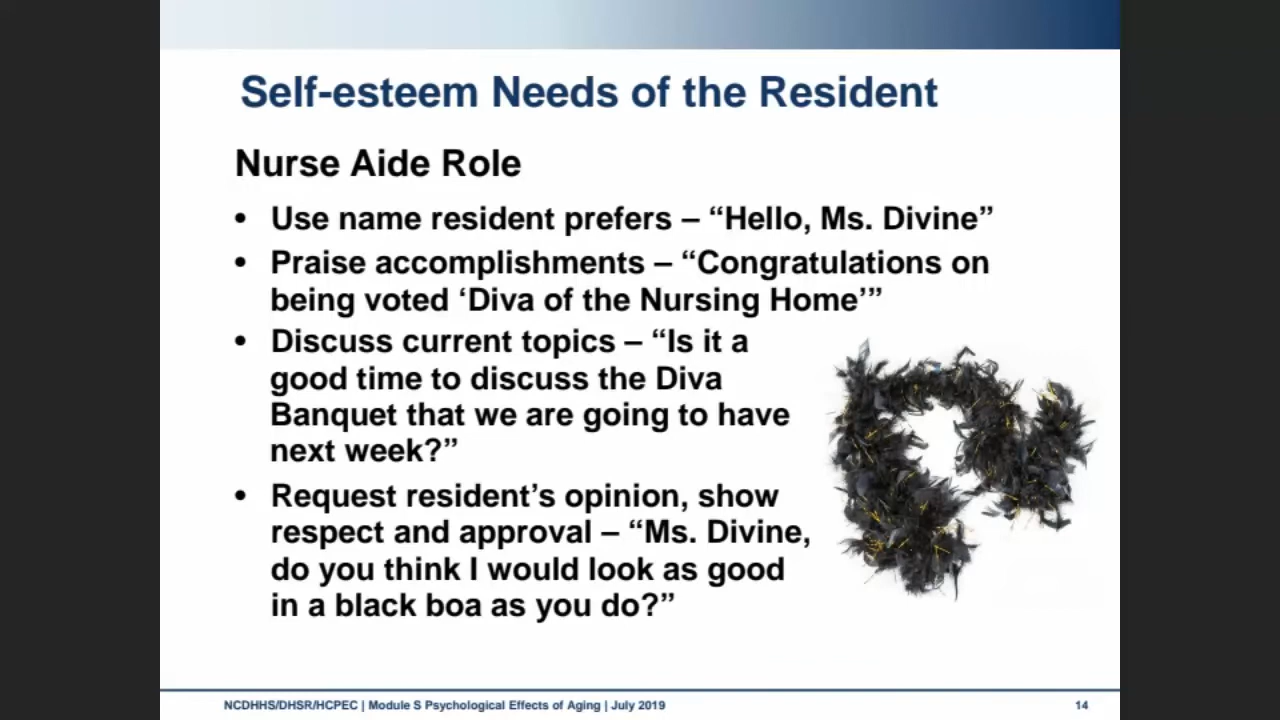 Self-esteem Needs of the Resident
Nurse Aide Role
• Use name resident prefers – “Hello, Ms. Divine”
• Praise accomplishments – “Congratulations on
being voted ‘Diva of the Nursing Home’”
• Discuss current topics – “Is it a
good time to discuss the Diva
Banquet that we are going to have
next week?”
• Request resident’s opinion, show
respect and approval – “Ms. Divine,
do you think I would look as good
in a black boa as you do?”
NCDHHS/DHSR/HCPEC | Module S Psychological Effects of Aging | July 2019
14